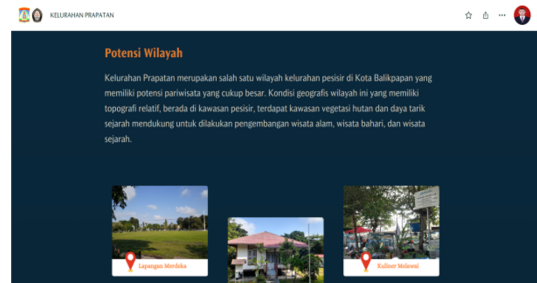 KELURAHAN PRAPATAN
Potensi Wilayah
Kelurahan Prapatan merupakan salah satu wilayah kelurahan pesisir di Kota Balikpapan yang
memiliki potensi pariwisata yang cukup besar. Kondisi geografis wilayah ini yang memiliki
topografi relatif, berada di kawasan pesisir, terdapat kawasan vegetasi hutan dan daya tarik
sejarah mendukung untuk dilakukan pengembangan wisata alam, wisata bahari, dan wisata
sejarah.
Lapangan Merdeka
Kuliner Melawai